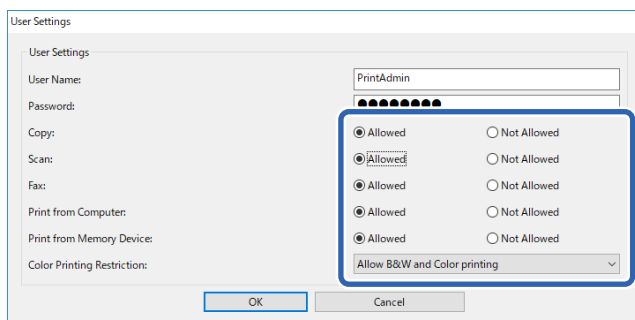 User Settings
User Settings
User Name: PrintAdmin
Password: ●●●●●●●●
Copy: Allowed Not Allowed
Scan: Allowed Not Allowed
Fax: Allowed Not Allowed
Print from Computer: Allowed Not Allowed
Print from Memory Device: Allowed Not Allowed
Color Printing Restriction: Allow B&W and Color printing
OK Cancel